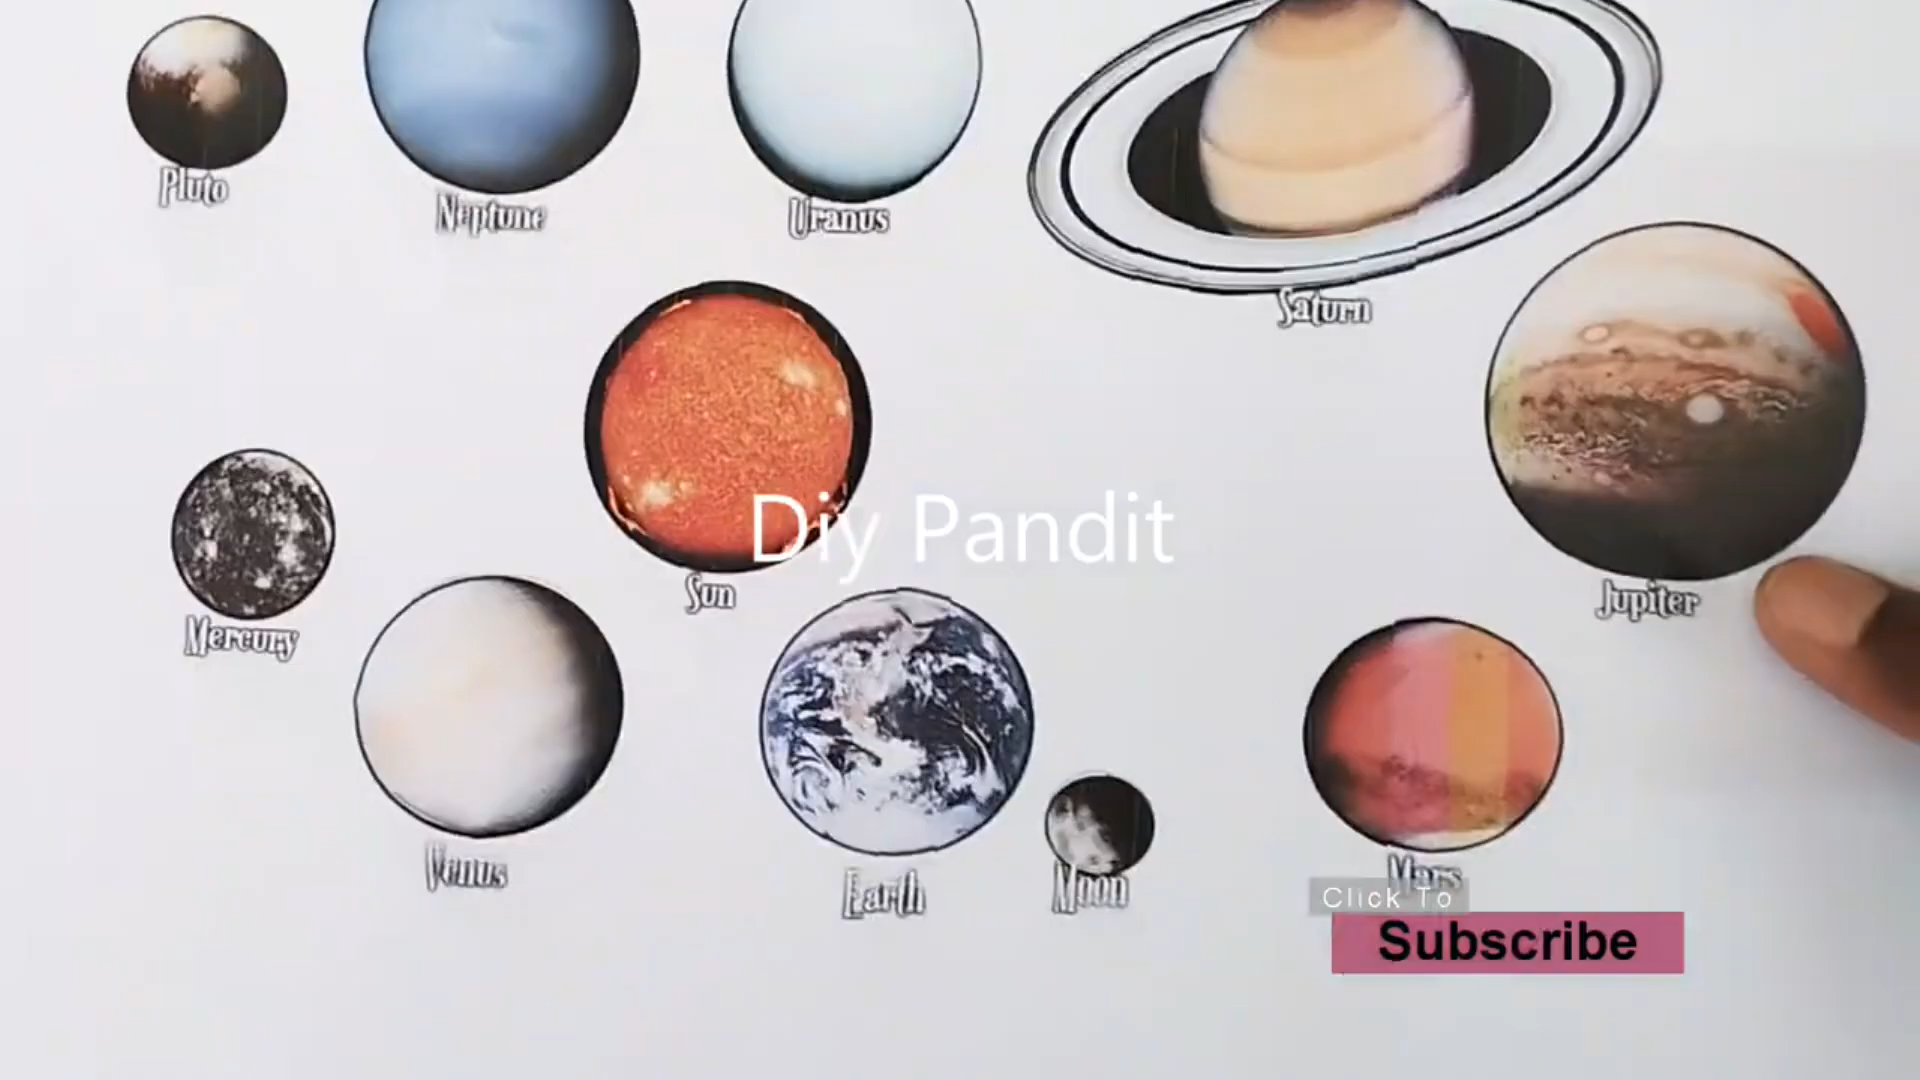 Pluto
Neptune
Uranus
Saturn
Sun
Diy Pandit
Jupiter
Mercury
Venus
Earth
Moon
Mars
Click To
Subscribe